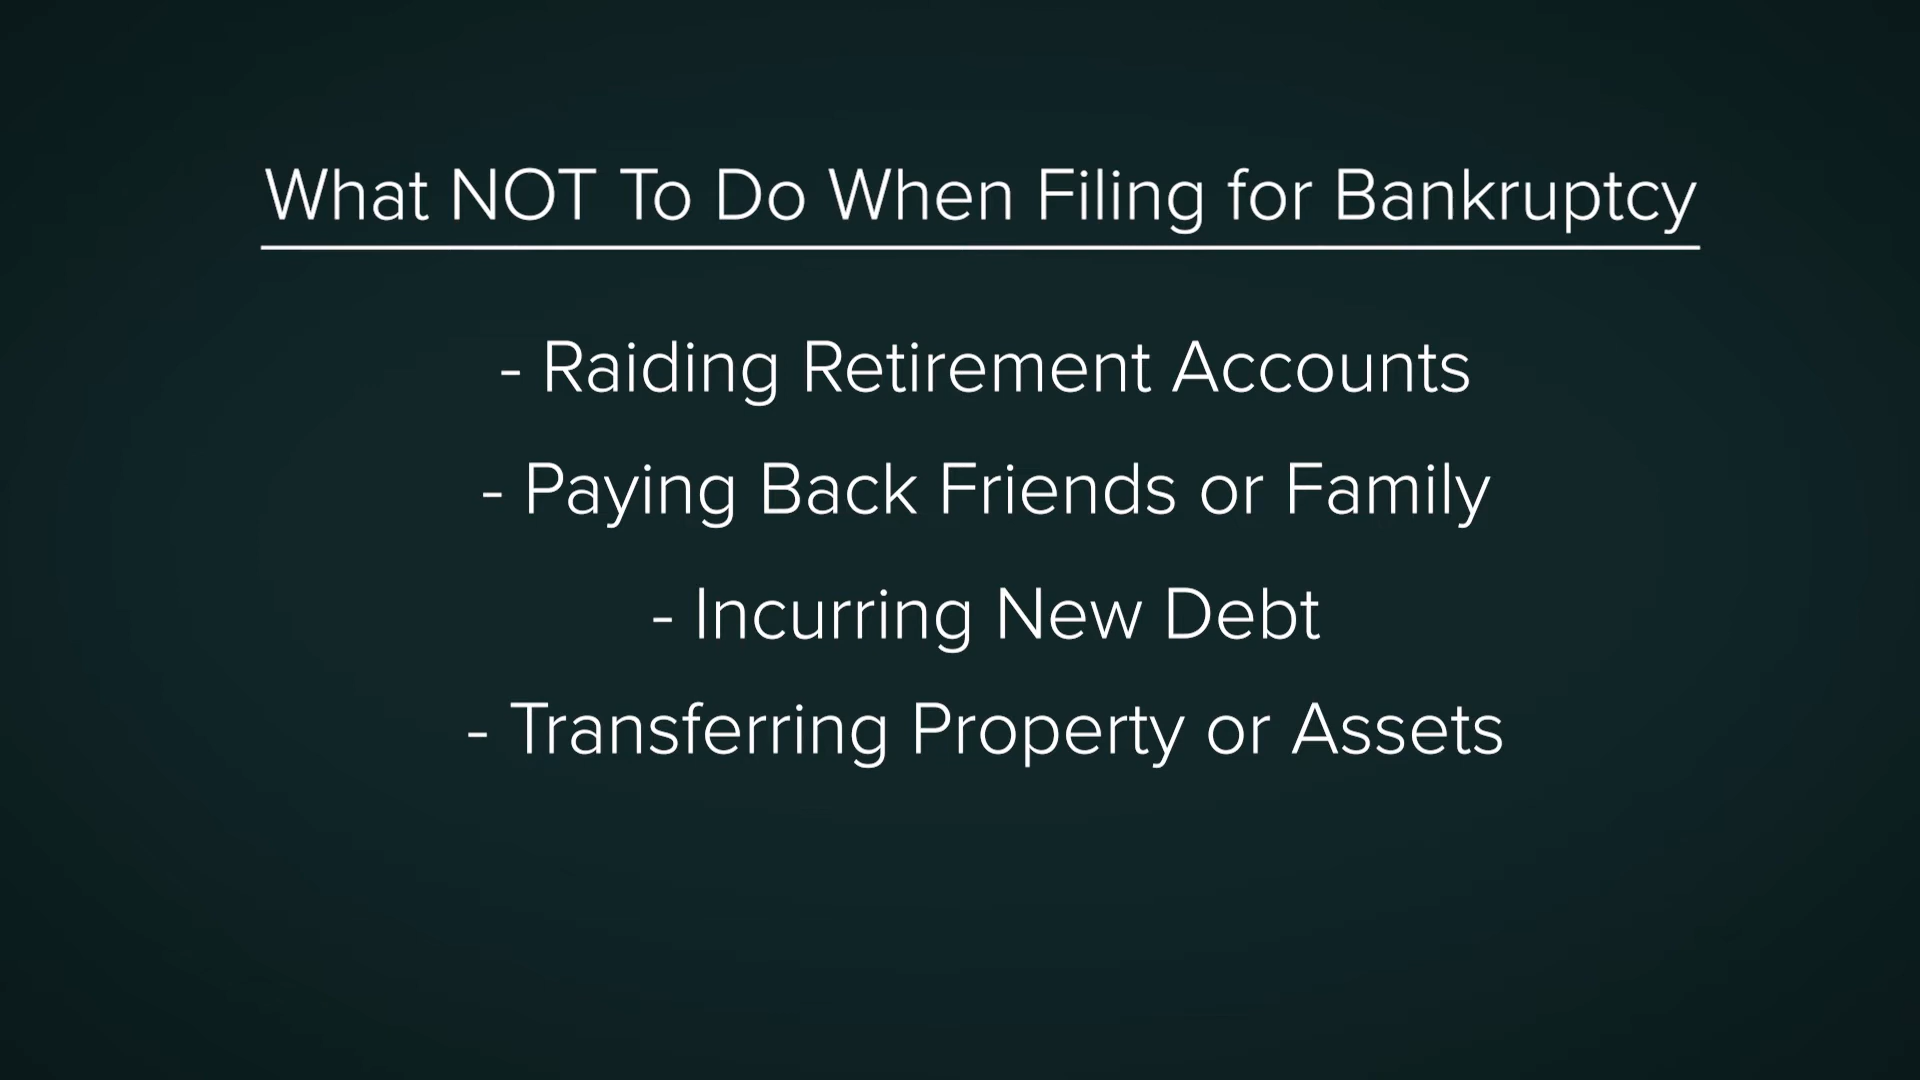 What NOT To Do When Filing for Bankruptcy
- Raiding Retirement Accounts
- Paying Back Friends or Family
- Incurring New Debt
- Transferring Property or Assets